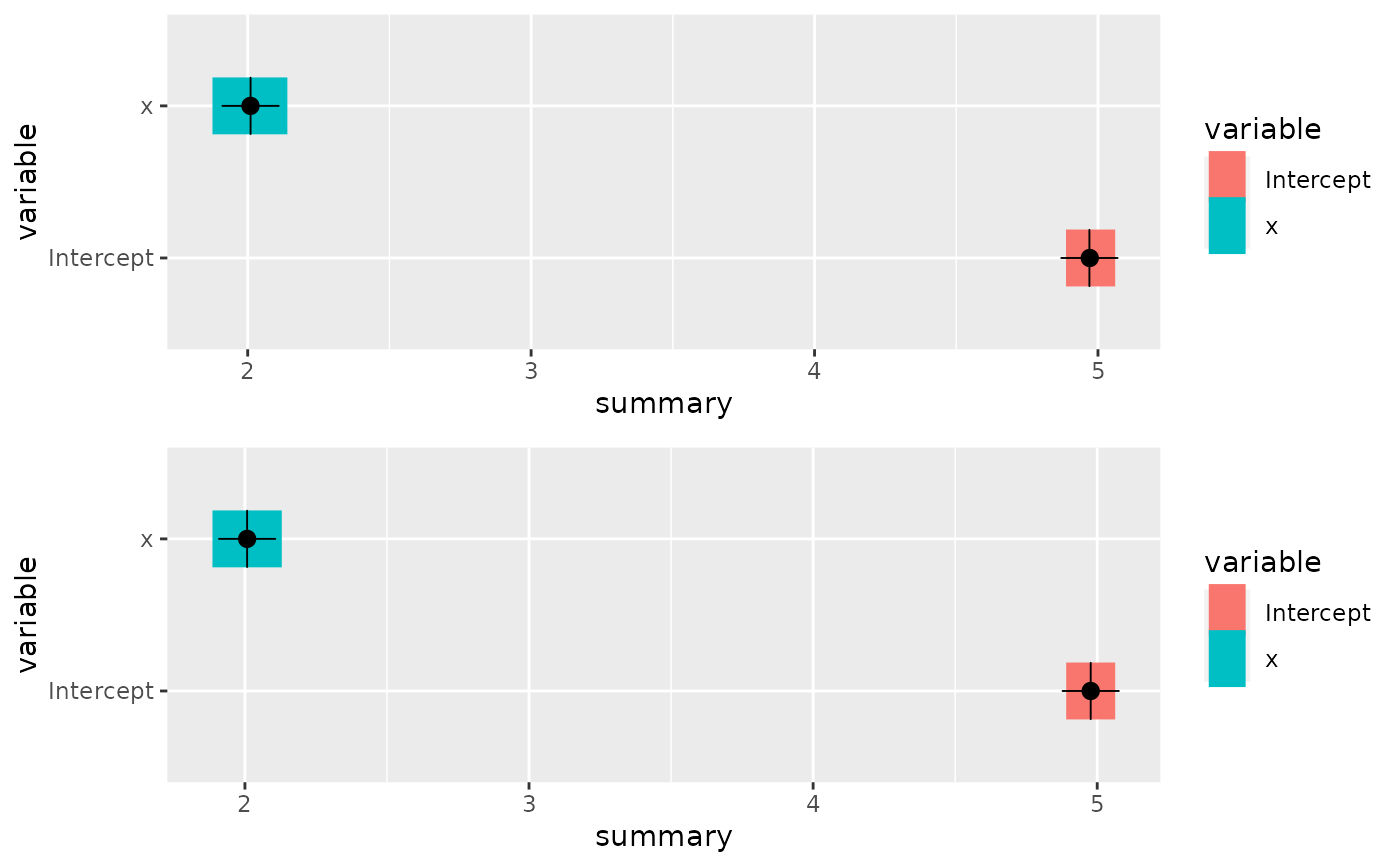 variable
x
Intercept
2 3 4 5
summary
variable
Intercept
x
variable
x
Intercept
2 3 4 5
summary
variable
Intercept
x